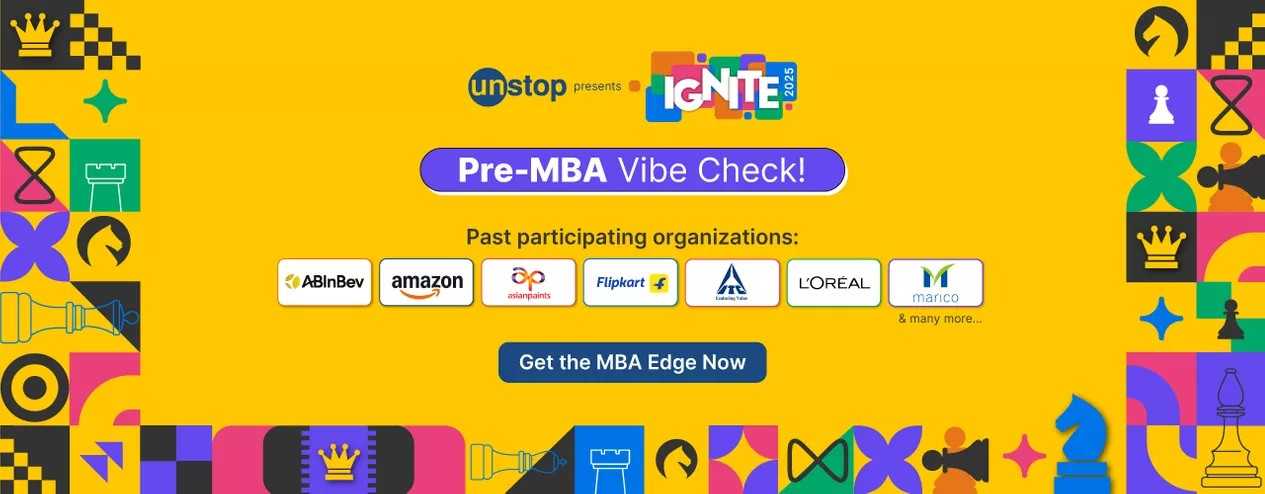 unstop presents IGNITE 2025
Pre-MBA Vibe Check!
Past participating organizations:
ABInBev amazon asianpaints Flipkart ITC Enduring Value L'ORÉAL marico
& many more...
Get the MBA Edge Now